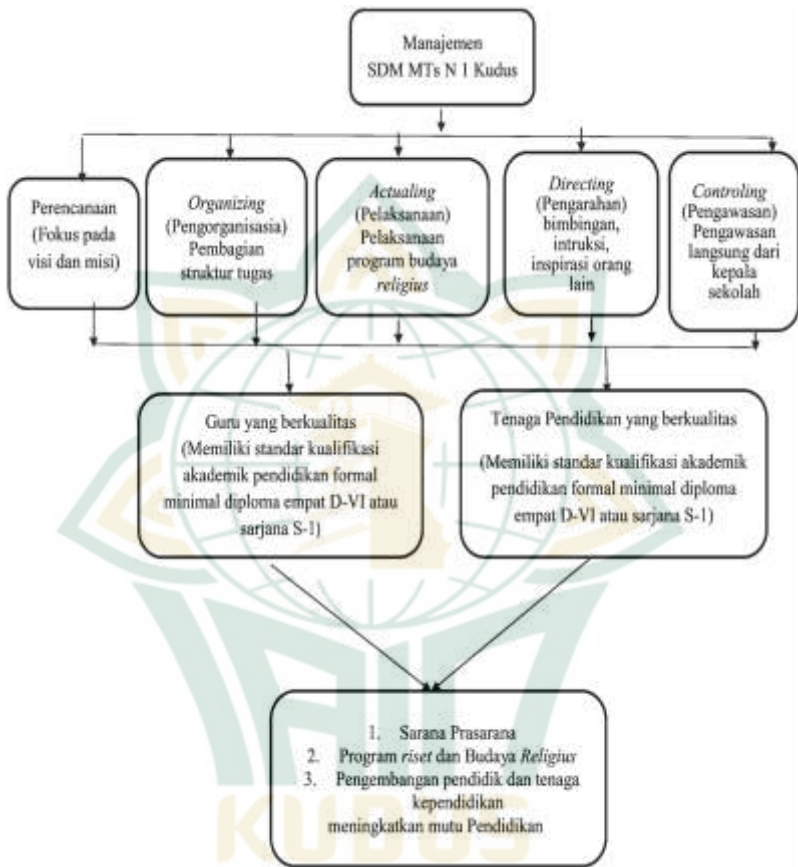 Manajemen
SDM MTs N 1 Kudus
Perencanaan
(Fokus pada
visi dan misi)
Organizing
(Pengorganisasia)
Pembagian
struktur tugas
Actualing
(Pelaksanaan)
Pelaksanaan
program budaya
religius
Directing
(Pengarahan)
bimbingan,
intruksi,
inspirasi orang
lain
Controling
(Pengawasan)
Pengawasan
langsung dari
kepala
sekolah
Guru yang berkualitas
(Memiliki standar kualifikasi
akademik pendidikan formal
minimal diploma empat D-VI atau
sarjana S-1)
Tenaga Pendidikan yang berkualitas
(Memiliki standar kualifikasi akademik
pendidikan formal minimal diploma
empat D-VI atau sarjana S-1)
1. Sarana Prasarana
2. Program riset dan Budaya Religius
3. Pengembangan pendidik dan tenaga
kependidikan
meningkatkan mutu Pendidikan
IAIN
KUDUS